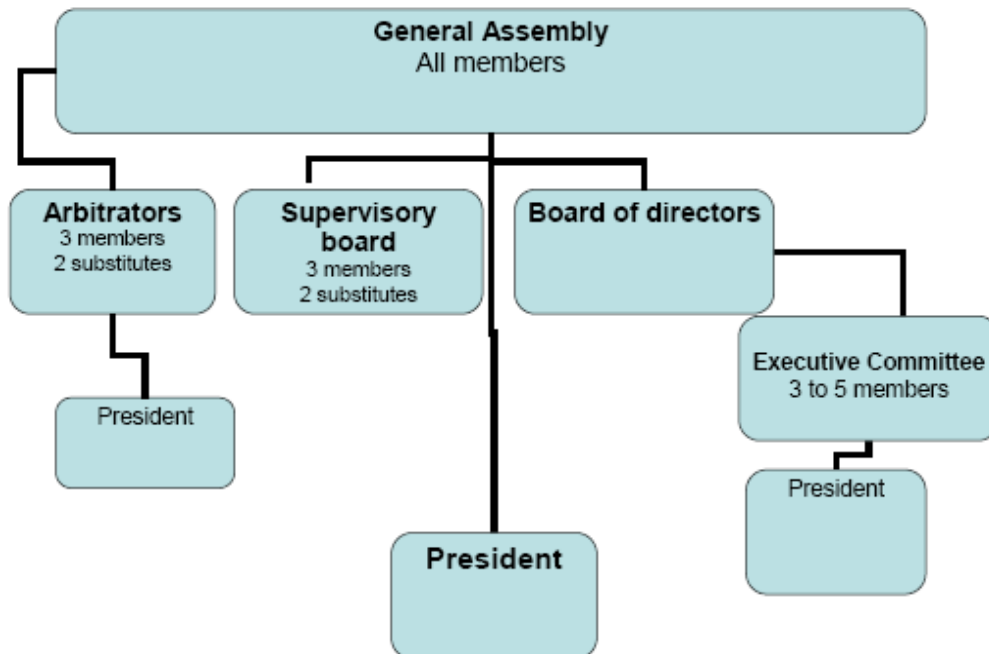 General Assembly
All members
Arbitrators
3 members
2 substitutes
Supervisory
board
3 members
2 substitutes
Board of directors
Executive Committee
3 to 5 members
President
President
President